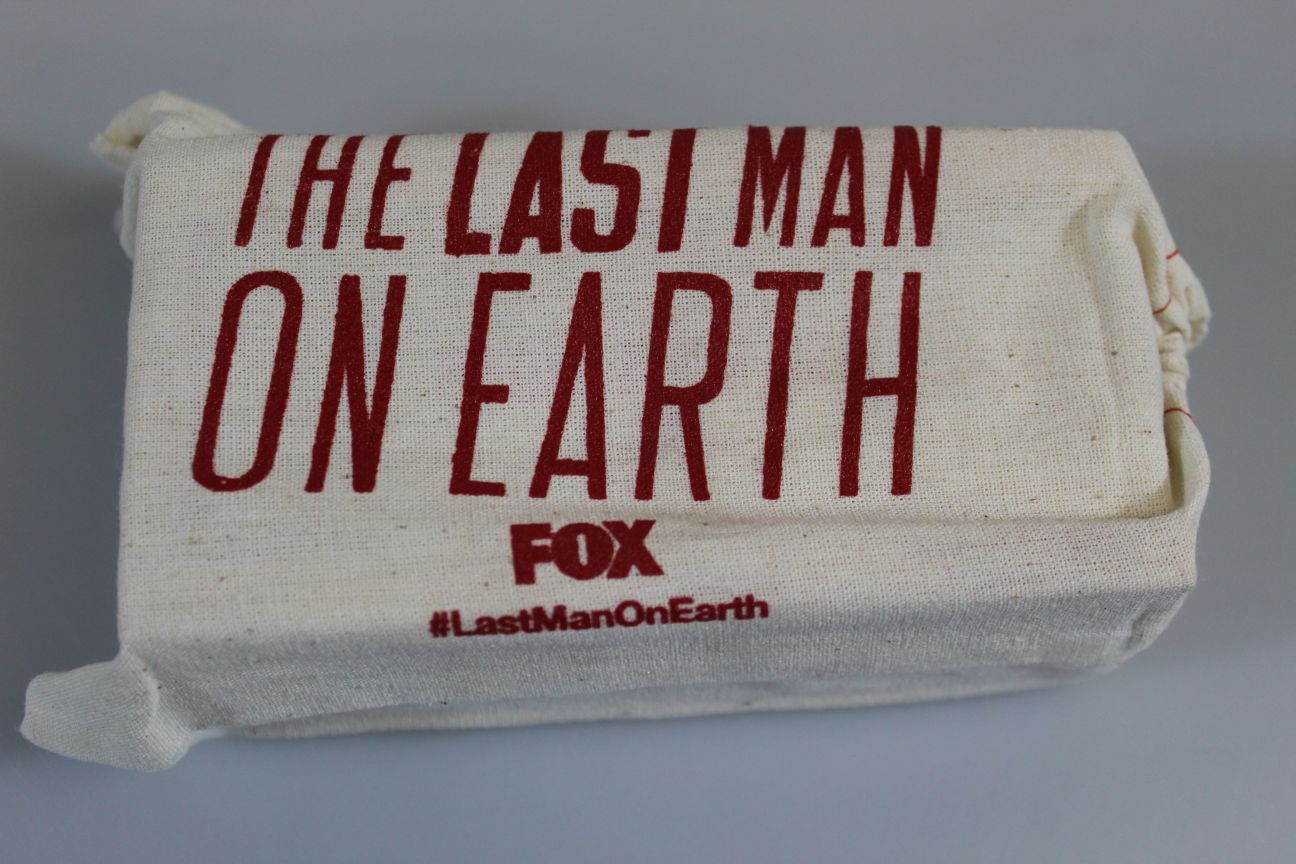 THE LAST MAN
ON EARTH
FOX
#LastManOnEarth